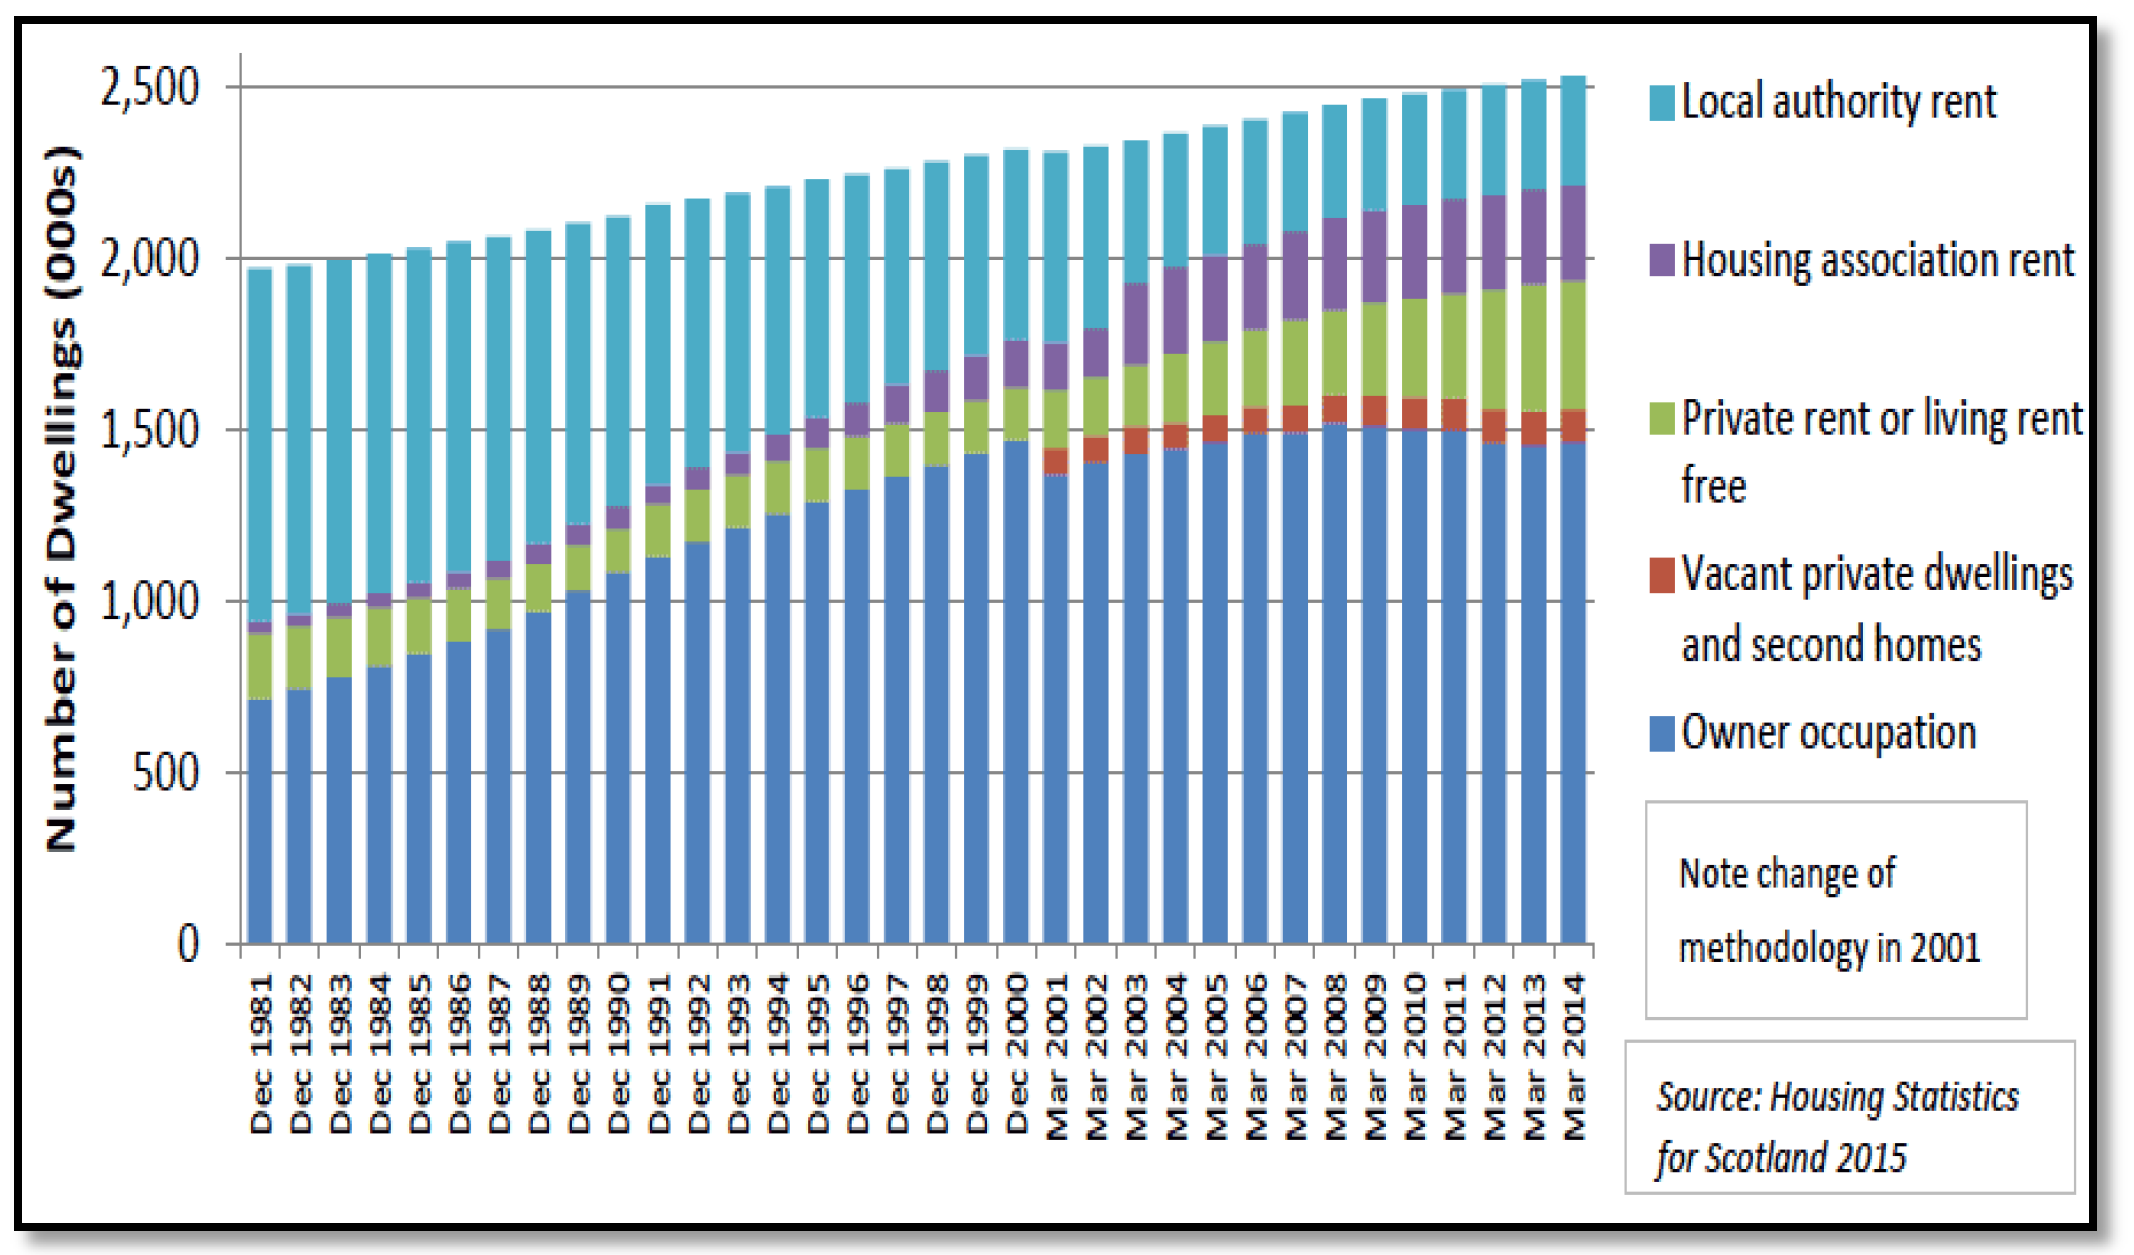 Number of Dwellings (000s)
2,500
2,000
1,500
1,000
500
0
Dec 1981
Dec 1982
Dec 1983
Dec 1984
Dec 1985
Dec 1986
Dec 1987
Dec 1988
Dec 1989
Dec 1990
Dec 1991
Dec 1992
Dec 1993
Dec 1994
Dec 1995
Dec 1996
Dec 1997
Dec 1998
Dec 1999
Dec 2000
Mar 2001
Mar 2002
Mar 2003
Mar 2004
Mar 2005
Mar 2006
Mar 2007
Mar 2008
Mar 2009
Mar 2010
Mar 2011
Mar 2012
Mar 2013
Mar 2014
Local authority rent
Housing association rent
Private rent or living rent
free
Vacant private dwellings
and second homes
Owner occupation
Note change of
methodology in 2001
Source: Housing Statistics
for Scotland 2015